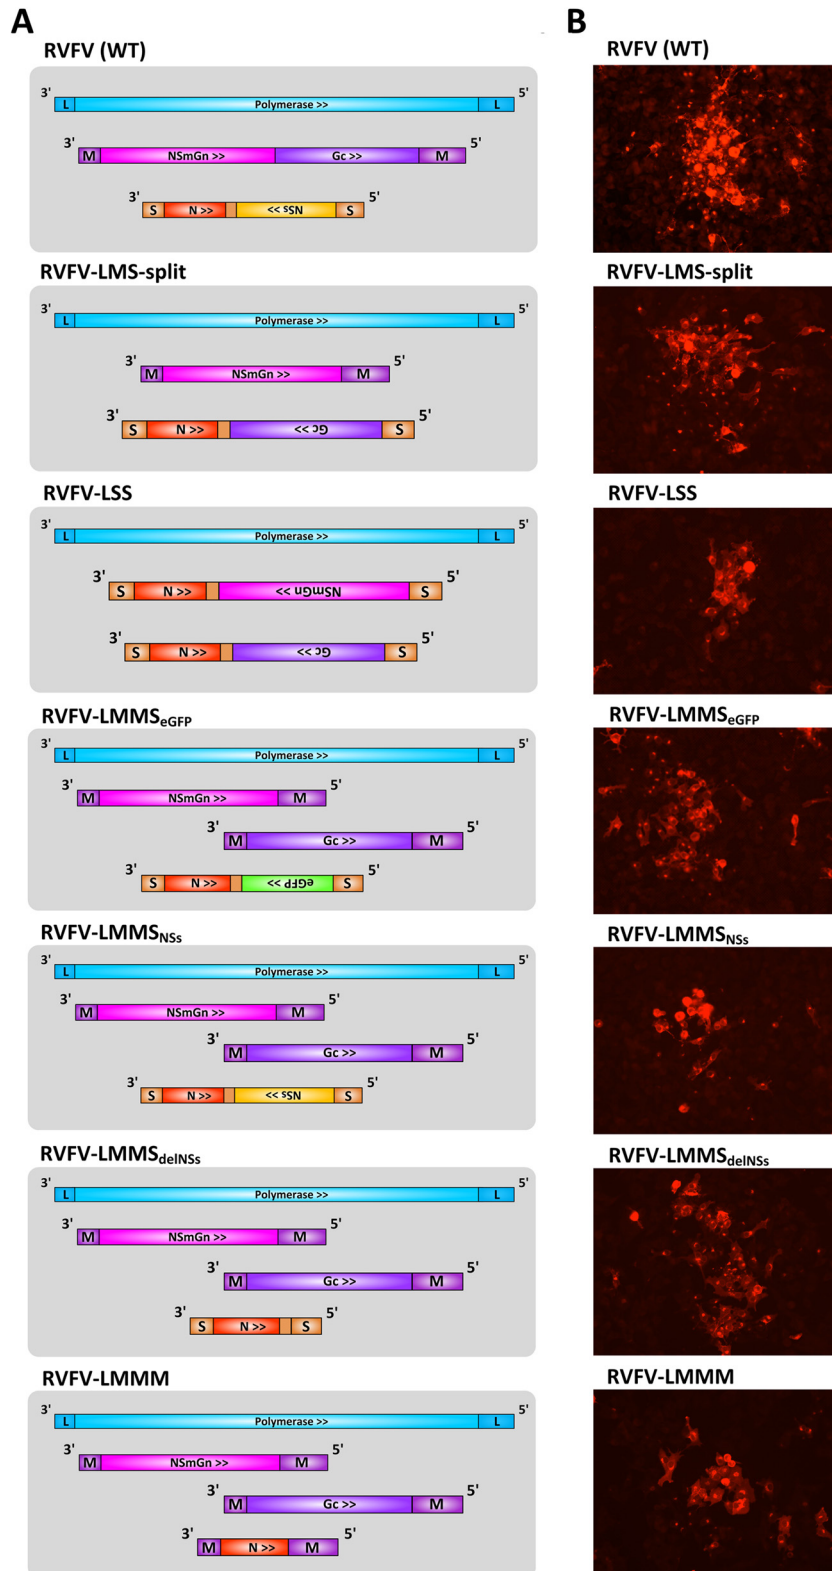 A
RVFV (WT)
3' 5'
L Polymerase >> L
3' 5'
M NSmGn >> Gc >> M
3' 5'
S N << NSs >> S
RVFV-LMS-split
3' 5'
L Polymerase >> L
3' 5'
M NSmGn >> M
3' 5'
S N << Gc >> S
RVFV-LSS
3' 5'
L Polymerase >> L
3' 5'
S N << NSmGn >> S
3' 5'
S N << Gc >> S
RVFV-LMMSeGFP
3' 5'
L Polymerase >> L
3' 5'
M NSmGn >> M
3' 5'
M Gc >> M
3' 5'
S N << eGFP >> S
RVFV-LMMSNSs
3' 5'
L Polymerase >> L
3' 5'
M NSmGn >> M
3' 5'
M Gc >> M
3' 5'
S N << NSs >> S
RVFV-LMMSdelNSs
3' 5'
L Polymerase >> L
3' 5'
M NSmGn >> M
3' 5'
M Gc >> M
3' 5'
S N >> S
RVFV-LMMM
3' 5'
L Polymerase >> L
3' 5'
M NSmGn >> M
3' 5'
M Gc >> M
3' 5'
M N >> M
B
RVFV (WT)
RVFV-LMS-split
RVFV-LSS
RVFV-LMMSeGFP
RVFV-LMMSNSs
RVFV-LMMSdelNSs
RVFV-LMMM